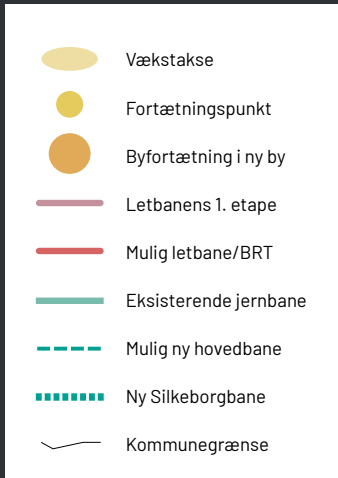 Vækstakse
Fortætningspunkt
Byfortætning i ny by
Letbanens 1. etape
Mulig letbane/BRT
Eksisterende jernbane
Mulig ny hovedbane
Ny Silkeborgbane
Kommunegrænse